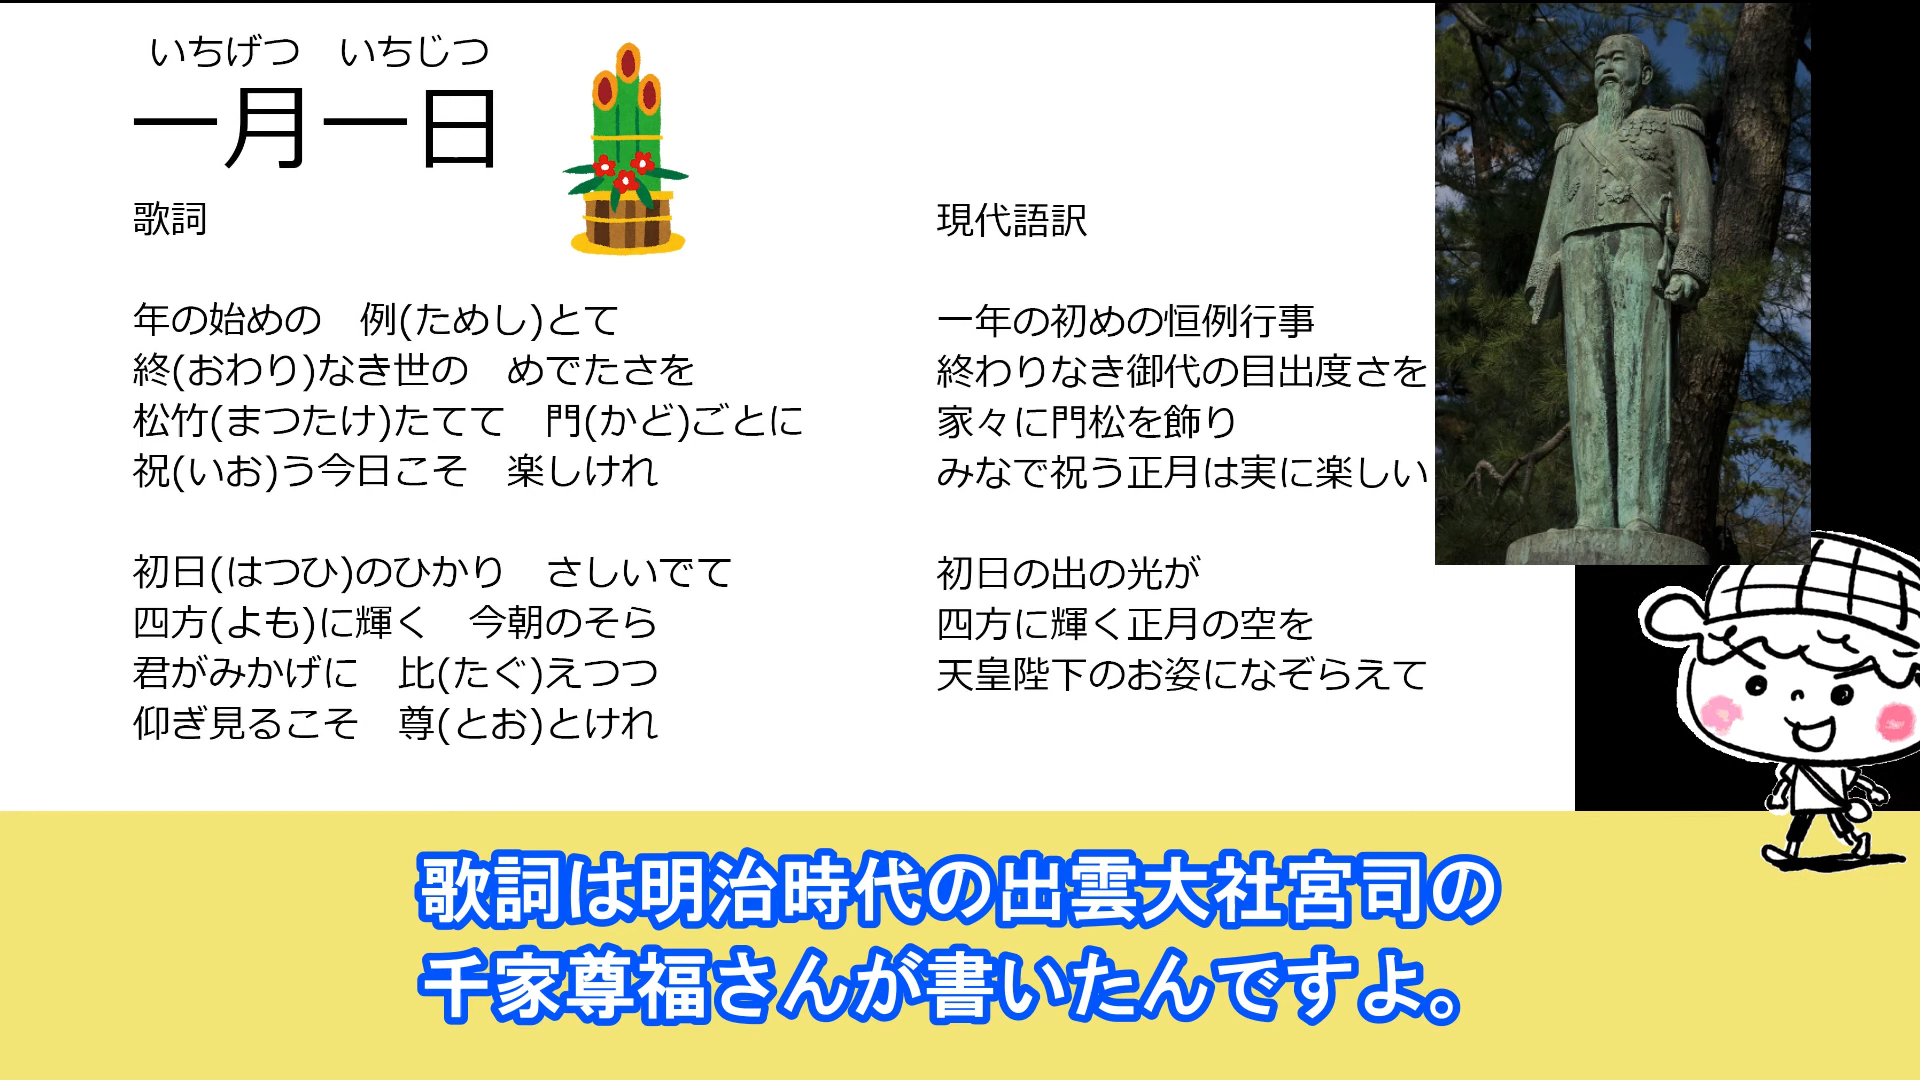 いちげつ　いちじつ
一月一日
歌詞
年の始めの　例(ためし)とて
終(おわり)なき世の　めでたさを
松竹(まつたけ)たてて　門(かど)ごとに
祝(いお)う今日こそ　楽しけれ
初日(はつひ)のひかり　さしいでて
四方(よも)に輝く　今朝のそら
君がみかげに　比(たぐ)えつつ
仰ぎ見るこそ　尊(とお)とけれ
現代語訳
一年の初めの恒例行事
終わりなき御代の目出度さを
家々に門松を飾り
みなで祝う正月は実に楽しい
初日の出の光が
四方に輝く正月の空を
天皇陛下のお姿になぞらえて
歌詞は明治時代の出雲大社宮司の
千家尊福さんが書いたんですよ。